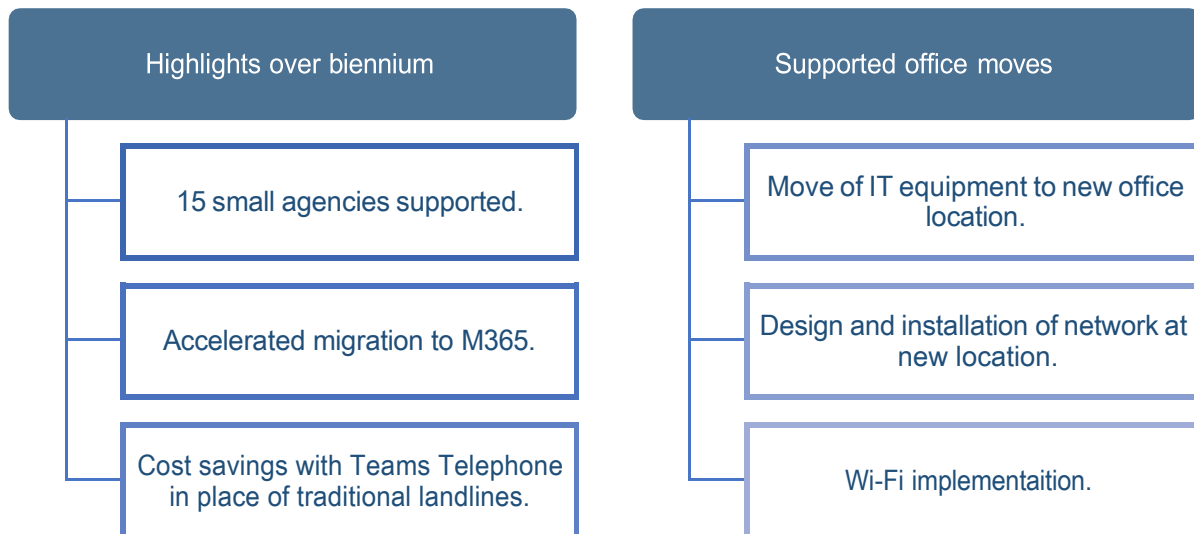 Highlights over biennium
15 small agencies supported.
Accelerated migration to M365.
Cost savings with Teams Telephone
in place of traditional landlines.
Supported office moves
Move of IT equipment to new office
location.
Design and installation of network at
new location.
Wi-Fi implementaition.